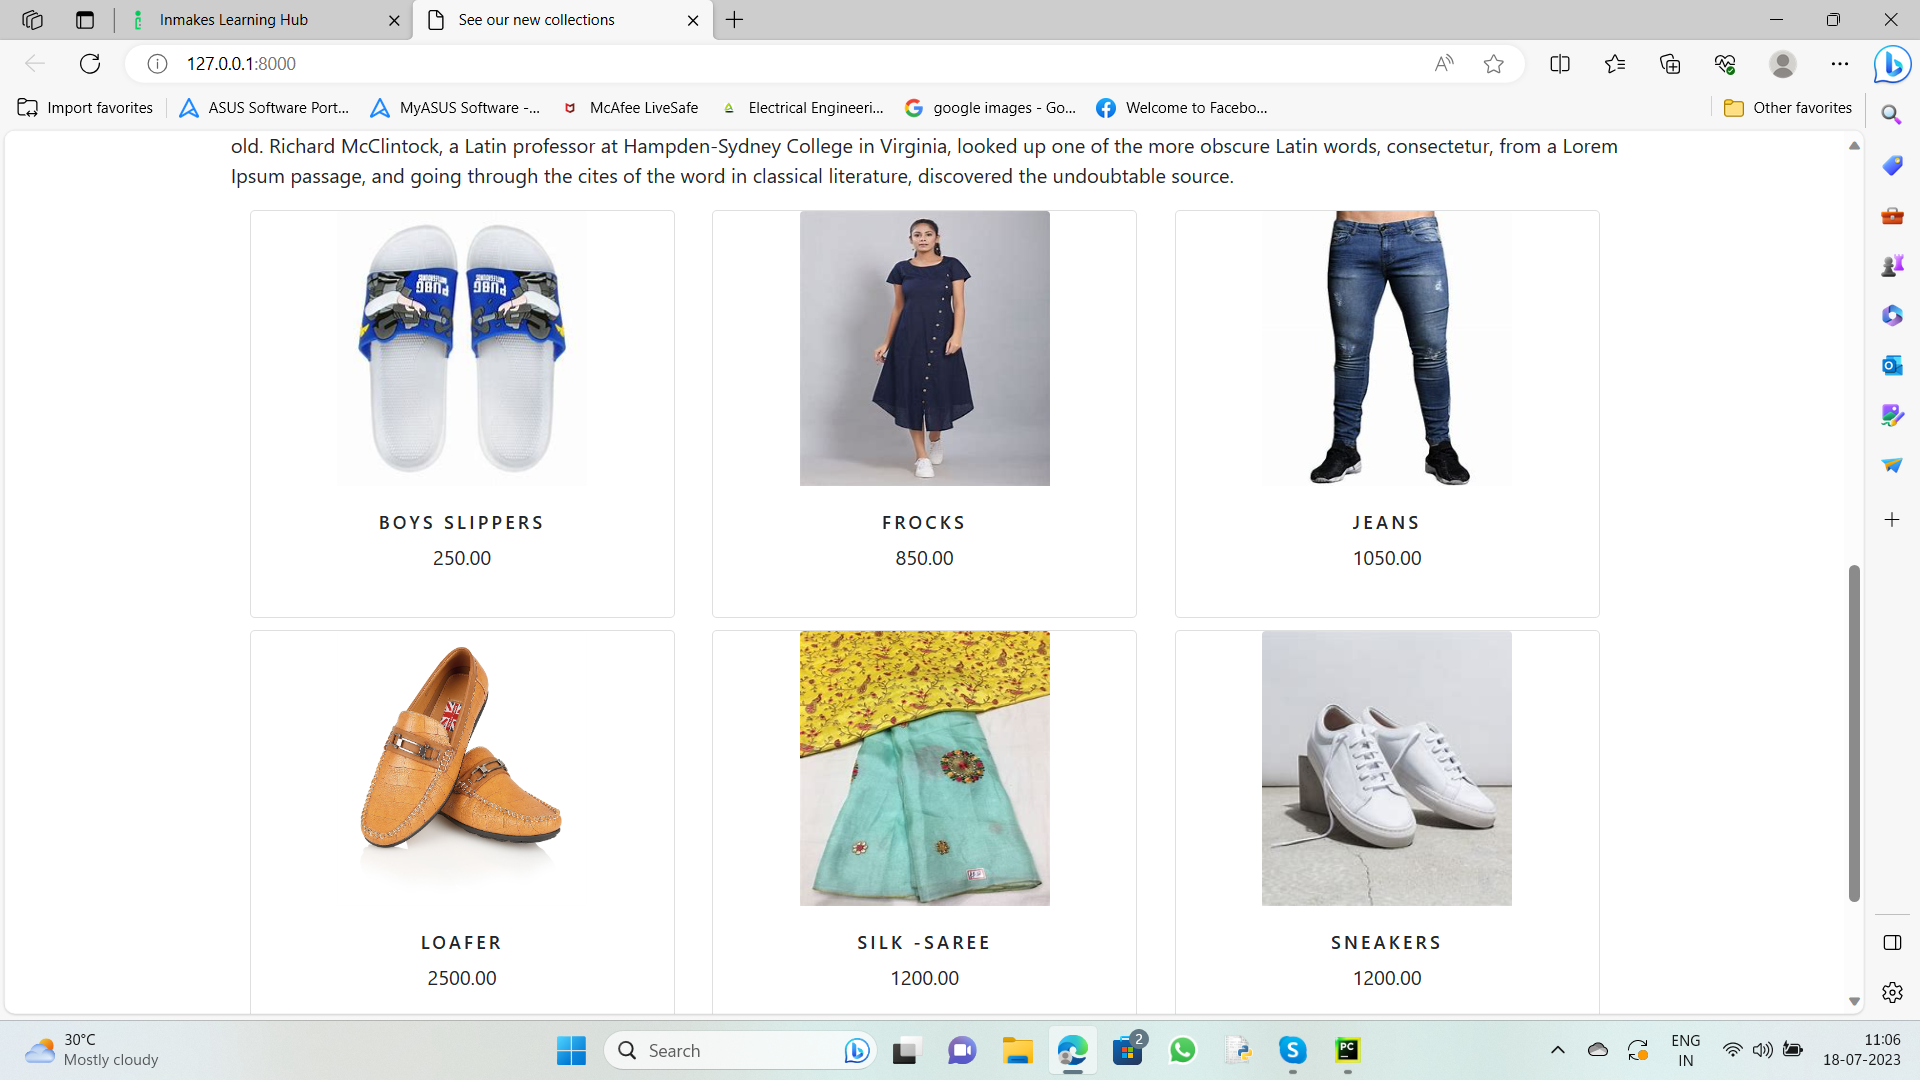 Inmakes Learning Hub
See our new collections
127.0.0.1:8000
Import favorites
ASUS Software Port...
MyASUS Software -...
McAfee LiveSafe
Electrical Engineeri...
google images - Go...
Welcome to Facebo...
Other favorites
old. Richard McClintock, a Latin professor at Hampden-Sydney College in Virginia, looked up one of the more obscure Latin words, consectetur, from a Lorem
Ipsum passage, and going through the cites of the word in classical literature, discovered the undoubtable source.
PUBG
PUBG
BOYS SLIPPERS
250.00
FROCKS
850.00
JEANS
1050.00
LOAFER
2500.00
SILK -SAREE
1200.00
SNEAKERS
1200.00
30°C
Mostly cloudy
Search
2
PC
ENG
IN
11:06
18-07-2023